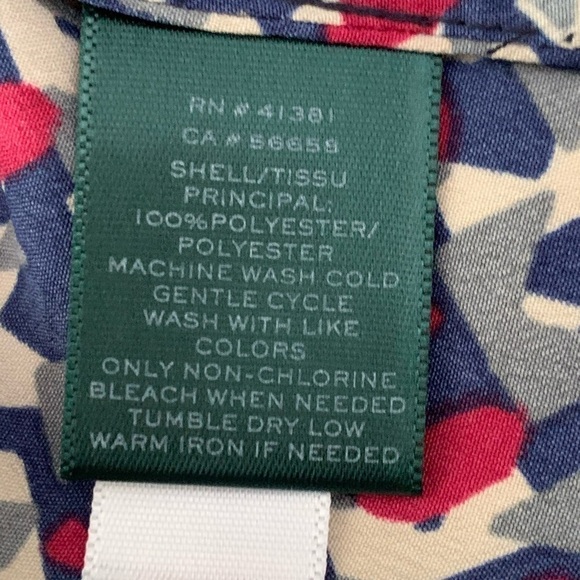 RN # 41381
CA # 56658
SHELL/TISSU
PRINCIPAL:
100% POLYESTER/
POLYESTER
MACHINE WASH COLD
GENTLE CYCLE
WASH WITH LIKE
COLORS
ONLY NON-CHLORINE
BLEACH WHEN NEEDED
TUMBLE DRY LOW
WARM IRON IF NEEDED